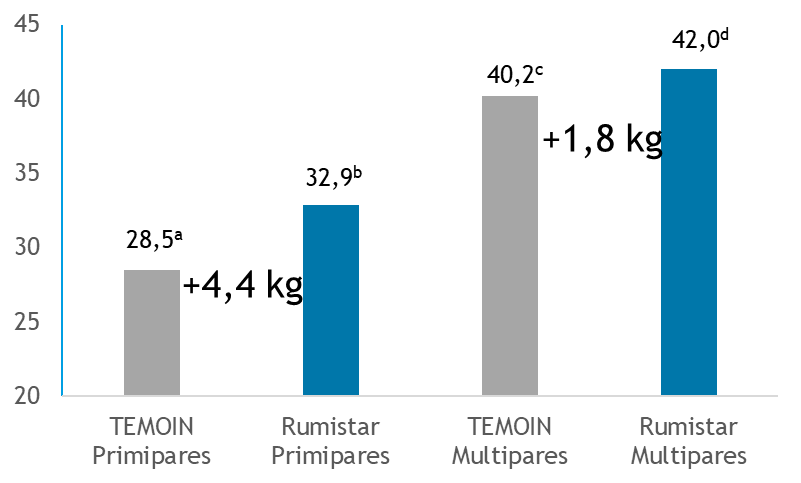 45
40
35
30
25
20
28,5ᵃ
+4,4 kg
32,9ᵇ
40,2ᶜ
+1,8 kg
42,0ᵈ
TEMOIN
Primipares
Rumistar
Primipares
TEMOIN
Multipares
Rumistar
Multipares